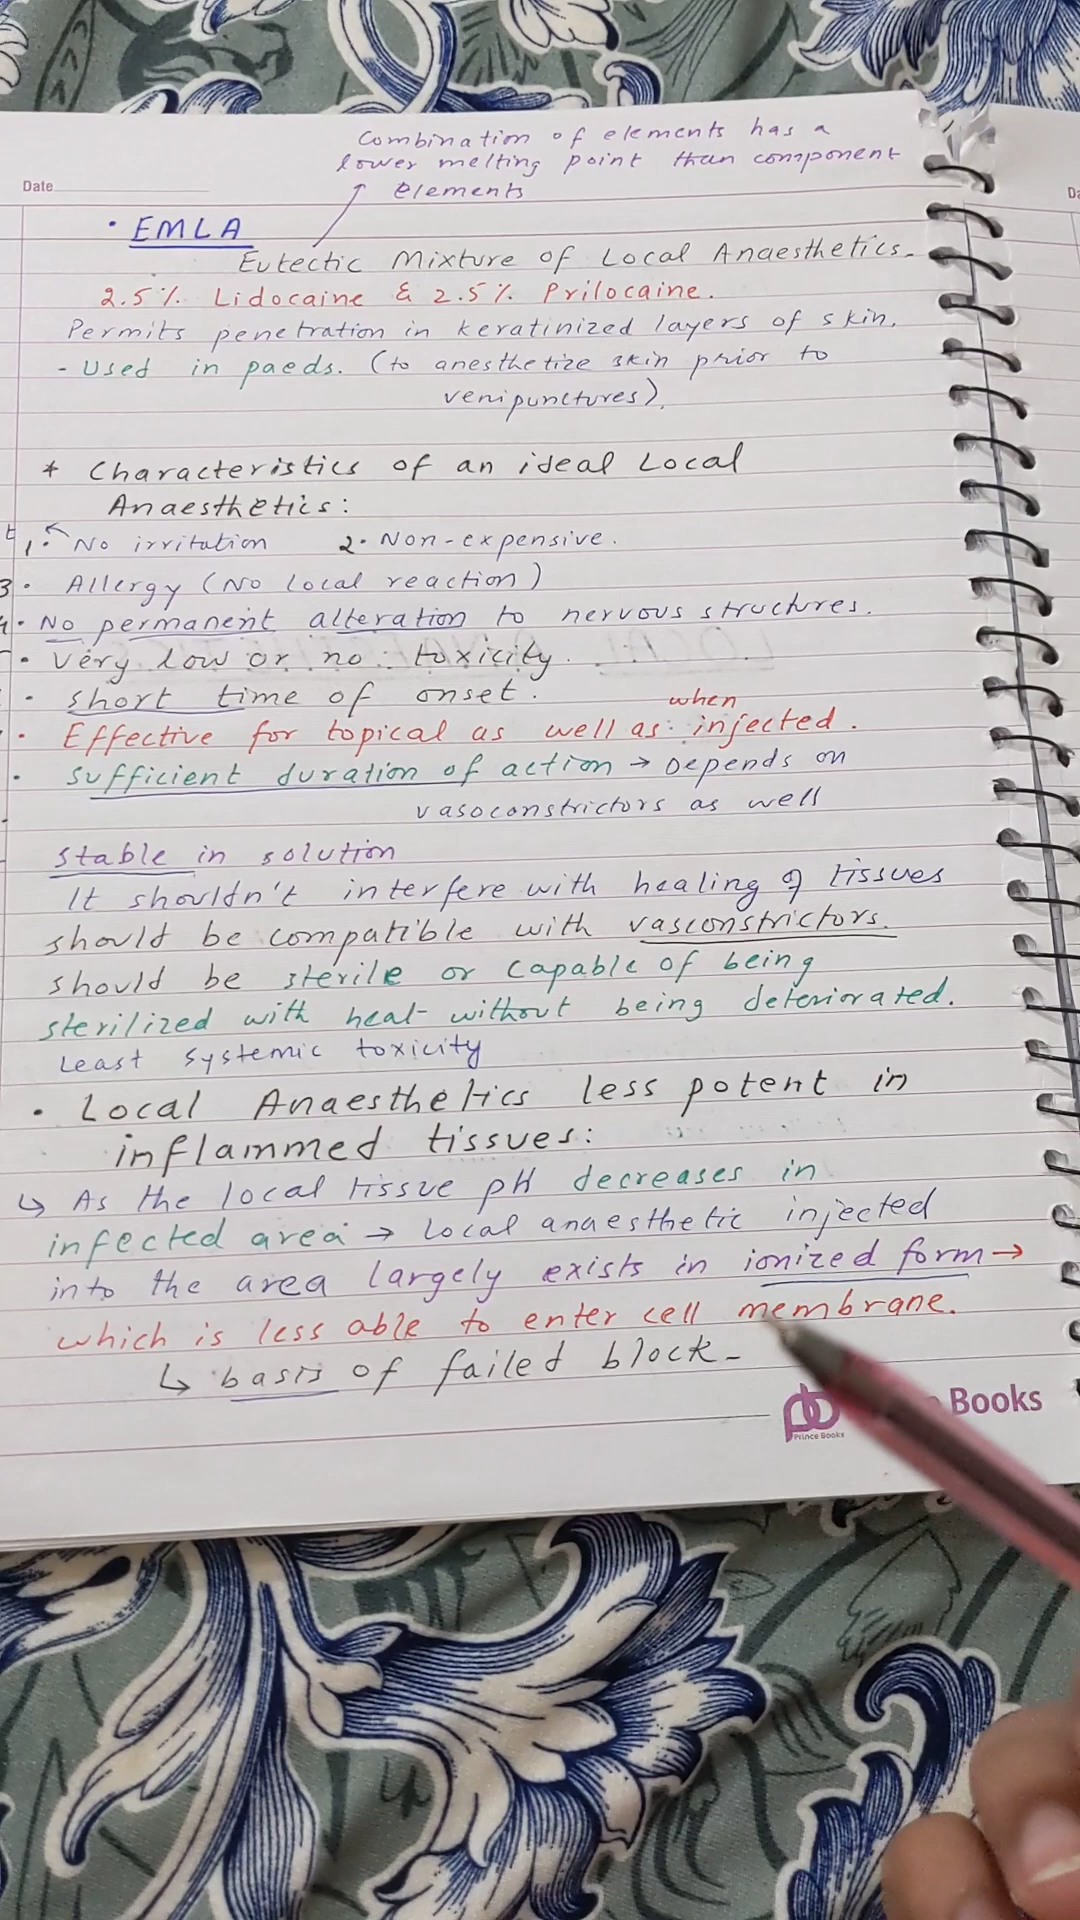 Combination of elements has a
lower melting point than component
elements
Date
Da
• EMLA
Eutectic Mixture of Local Anaesthetics.
2.5% Lidocaine & 2.5% Prilocaine.
Permits penetration in keratinized layers of skin.
- Used in paeds. (to anesthetize skin prior to
venipunctures).
* Characteristics of an ideal Local
Anaesthetics:
1. No irritation 2. Non-expensive.
3. Allergy (No local reaction)
4. No permanent alteration to nervous structures.
• Very low or no toxicity.
• short time of onset.
when
• Effective for topical as well as injected.
• sufficient duration of action → Depends on
vasoconstrictors as well
stable in solution
It shouldn't interfere with healing of tissues
should be compatible with vasconstrictors.
should be sterile or capable of being
sterilized with heat without being deteriorated.
Least systemic toxicity
• Local Anaesthetics less potent in
inflammed tissues:
↳ As the local tissue pH decreases in
infected area → Local anaesthetic injected
into the area largely exists in ionized form →
which is less able to enter cell membrane.
↳ basis of failed block-
pb Books
Prince Books